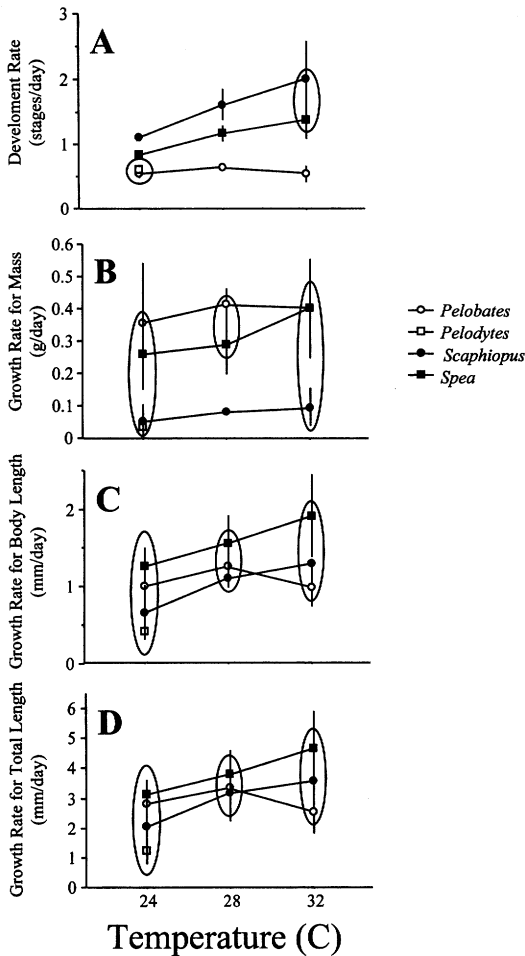 A
Develoment Rate
(stages/day)
3
2
1
0
B
Growth Rate for Mass
(g/day)
0.6
0.5
0.4
0.3
0.2
0.1
0
Pelobates
Pelodytes
Scaphiopus
Spea
C
Growth Rate for Body Length
(mm/day)
2
1
0
D
Growth Rate for Total Length
(mm/day)
6
5
4
3
2
1
0
24 28 32
Temperature (C)